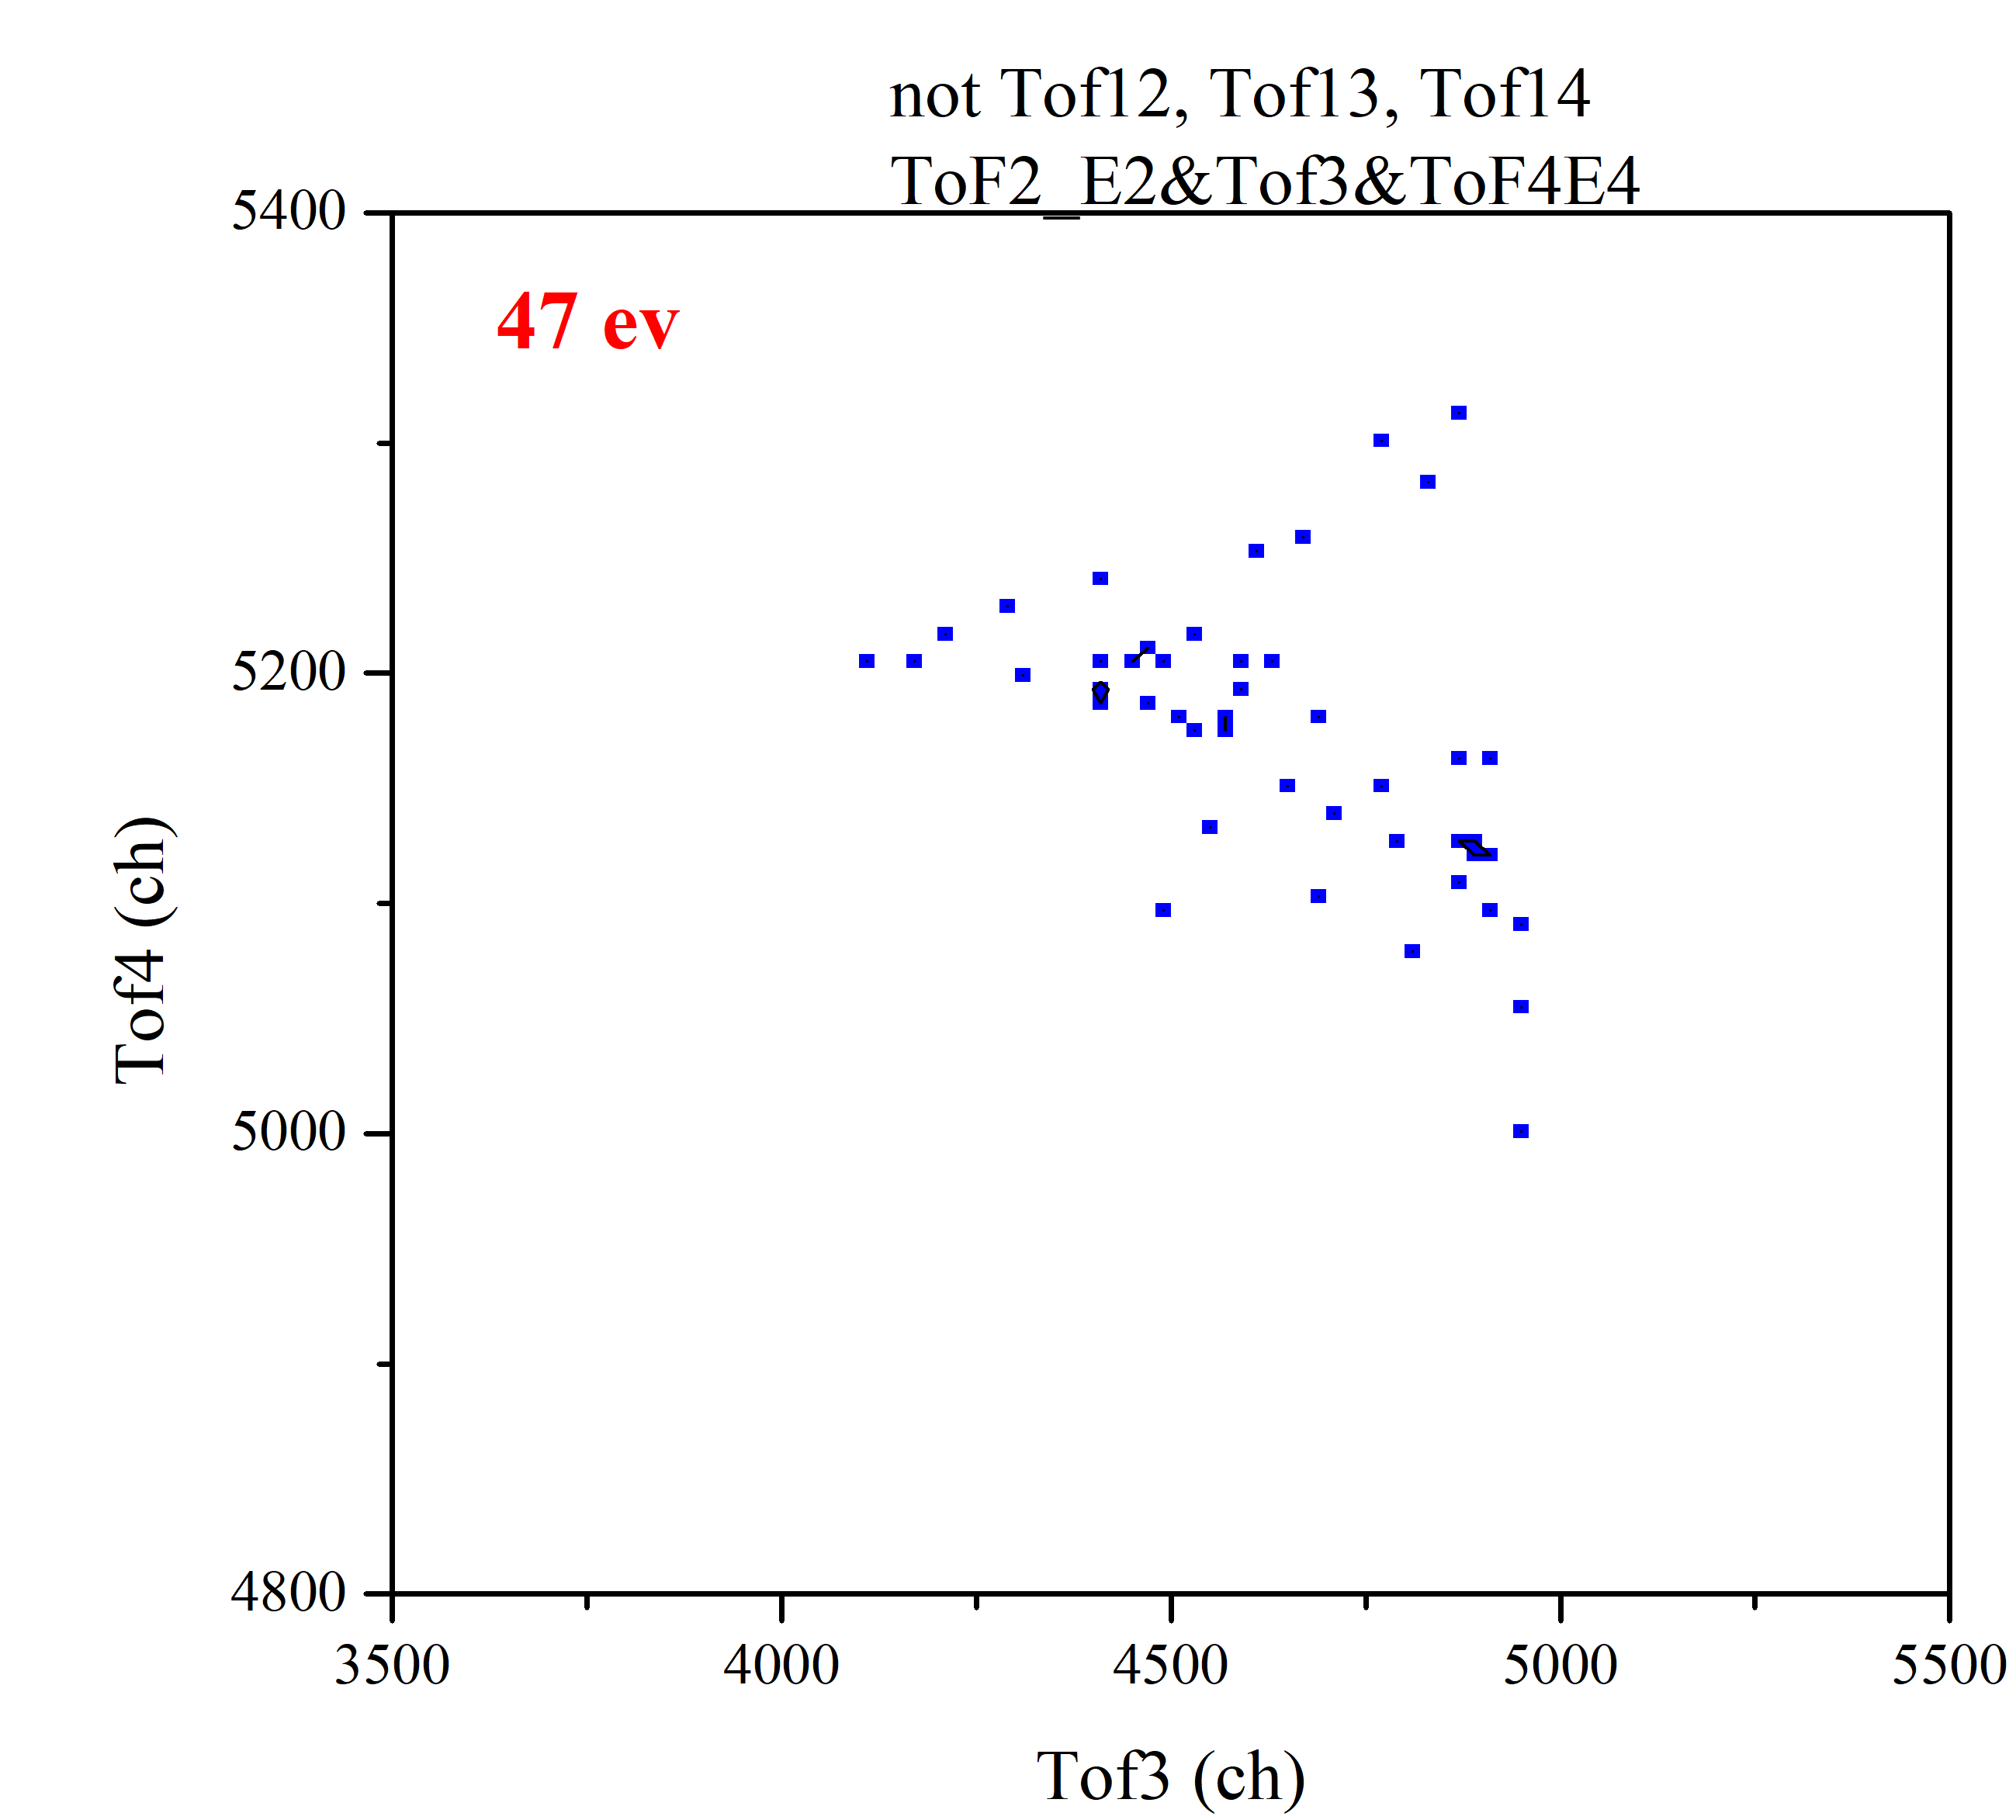 not Tof12, Tof13, Tof14
ToF2_E2&Tof3&ToF4E4
5400
47 ev
5200
Tof4 (ch)
5000
4800
3500 4000 4500 5000 5500
Tof3 (ch)